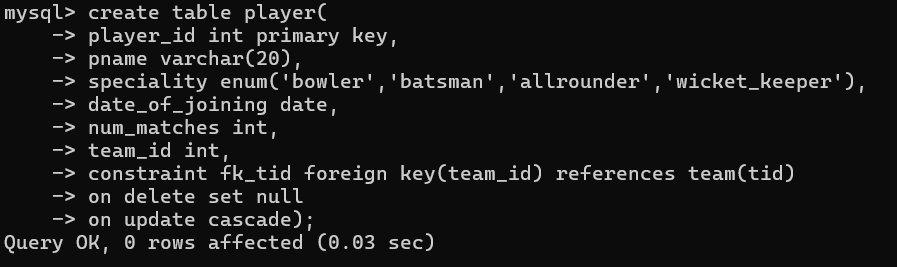 mysql> create table player(
    -> player_id int primary key,
    -> pname varchar(20),
    -> speciality enum('bowler','batsman','allrounder','wicket_keeper'),
    -> date_of_joining date,
    -> num_matches int,
    -> team_id int,
    -> constraint fk_tid foreign key(team_id) references team(tid)
    -> on delete set null
    -> on update cascade);
Query OK, 0 rows affected (0.03 sec)